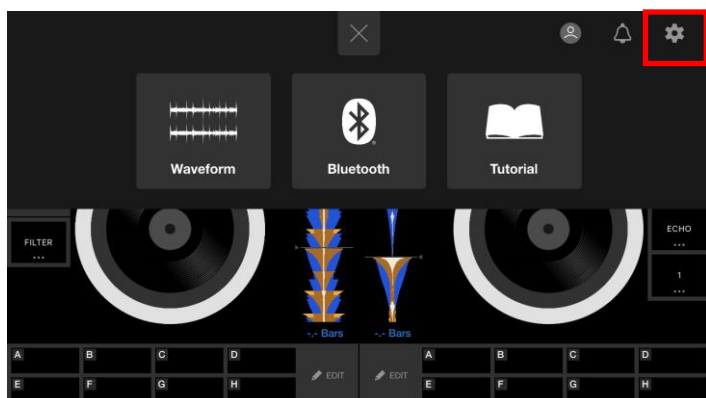 Waveform Bluetooth Tutorial
FILTER
...
ECHO
...
1
...
-.- Bars -.- Bars
A B C D A B C D
EDIT EDIT
E F G H E F G H